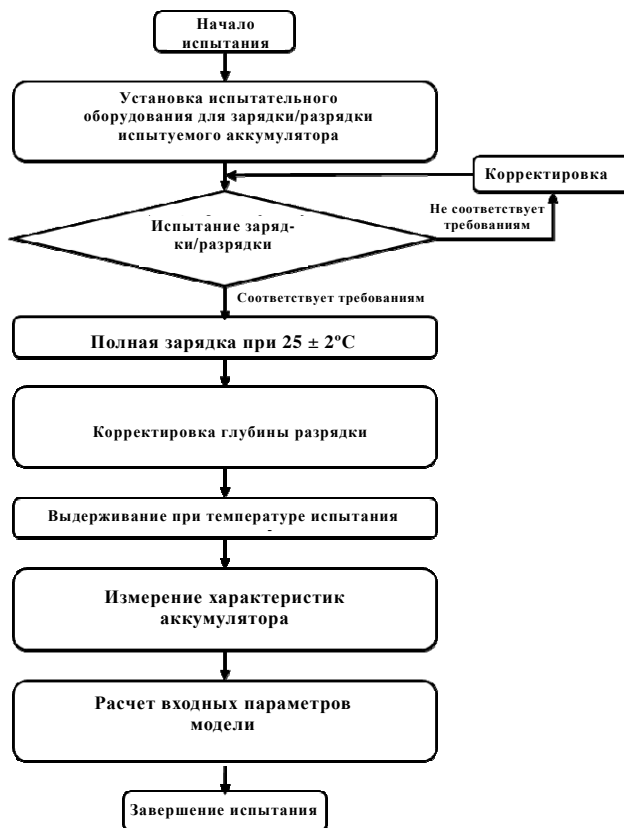 Начало
испытания
Установка испытательного
оборудования для зарядки/разрядки
испытуемого аккумулятора
Корректировка
Не соответствует
требованиям
Испытание заряд-
ки/разрядки
Соответствует требованиям
Полная зарядка при 25 ± 2ºС
Корректировка глубины разрядки
Выдерживание при температуре испытания
Измерение характеристик
аккумулятора
Расчет входных параметров
модели
Завершение испытания